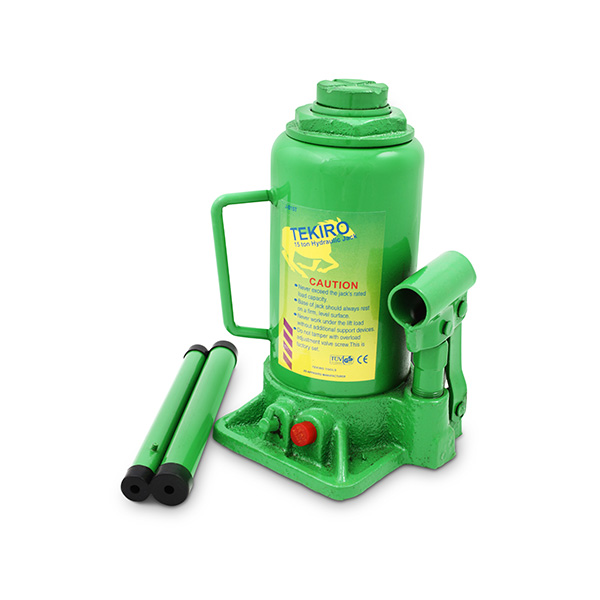 TEKIRO
15 ton Hydraulic Jack
CAUTION
Never exceed the jack's rated
load capacity.
Base of jack should always rest
on a firm, level surface.
Never work under the lift load
without additional support devices.
Do not tamper with overload
adjustment valve screw.This is
factory set.
TÜV GS CE